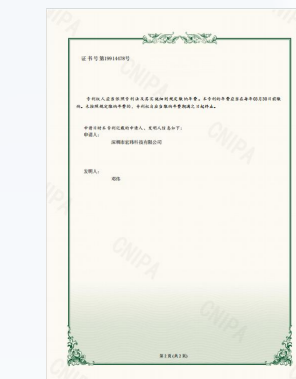 证书号第19914478号
专利权人应当依照专利法及其实施细则规定缴纳年费。本专利的年费应当在每年08月30日前缴
纳。未按照规定缴纳年费的，专利权自应当缴纳年费期满之日起终止。
申请日时本专利记载的申请人、发明人信息如下：
申请人：
深圳市
科技有限公司
发明人：
邓伟
第2页(共2页)
CNIPA
CNIPA
CNIPA
CNIPA
CNIPA